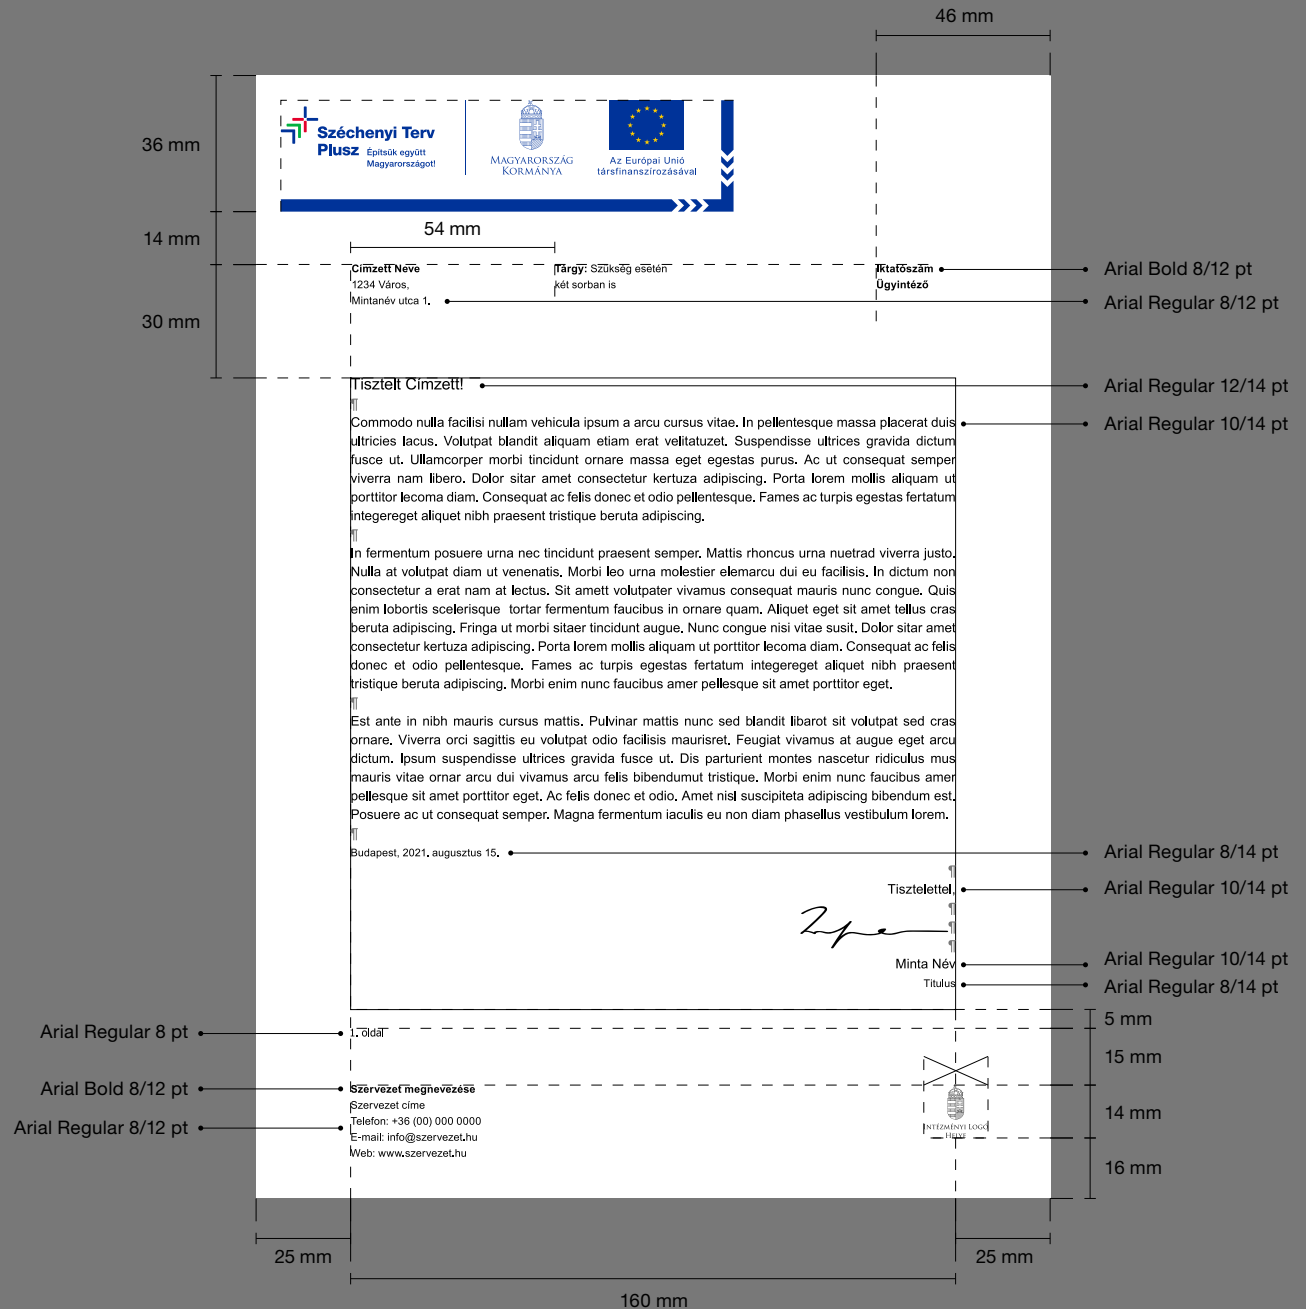 46 mm
36 mm
Széchenyi Terv
Plusz Építsük együtt
Magyarországot!
MAGYARORSZÁG
KORMÁNYA
Az Európai Unió
társfinanszírozásával
14 mm
54 mm
Címzett Neve
1234 Város,
Mintanév utca 1.
Tárgy: Szükség esetén
két sorban is
Iktatószám
Ügyintéző
Arial Bold 8/12 pt
Arial Regular 8/12 pt
30 mm
Tisztelt Címzett!
Arial Regular 12/14 pt
¶
Commodo nulla facilisi nullam vehicula ipsum a arcu cursus vitae. In pellentesque massa placerat duis
Arial Regular 10/14 pt
ultricies lacus. Volutpat blandit aliquam etiam erat velitatuzet. Suspendisse ultrices gravida dictum
fusce ut. Ullamcorper morbi tincidunt ornare massa eget egestas purus. Ac ut consequat semper
viverra nam libero. Dolor sitar amet consectetur kertuza adipiscing. Porta lorem mollis aliquam ut
porttitor lecoma diam. Consequat ac felis donec et odio pellentesque. Fames ac turpis egestas fertatum
integereget aliquet nibh praesent tristique beruta adipiscing.
¶
In fermentum posuere urna nec tincidunt praesent semper. Mattis rhoncus urna nuetrad viverra justo.
Nulla at volutpat diam ut venenatis. Morbi leo urna molestier elemarcu dui eu facilisis. In dictum non
consectetur a erat nam at lectus. Sit amett volutpater vivamus consequat mauris nunc congue. Quis
enim lobortis scelerisque tortar fermentum faucibus in ornare quam. Aliquet eget sit amet tellus cras
beruta adipiscing. Fringa ut morbi sitaer tincidunt augue. Nunc congue nisi vitae susit. Dolor sitar amet
consectetur kertuza adipiscing. Porta lorem mollis aliquam ut porttitor lecoma diam. Consequat ac felis
donec et odio pellentesque. Fames ac turpis egestas fertatum integereget aliquet nibh praesent
tristique beruta adipiscing. Morbi enim nunc faucibus amer pellesque sit amet porttitor eget.
¶
Est ante in nibh mauris cursus mattis. Pulvinar mattis nunc sed blandit libarot sit volutpat sed cras
ornare. Viverra orci sagittis eu volutpat odio facilisis maurisret. Feugiat vivamus at augue eget arcu
dictum. Ipsum suspendisse ultrices gravida fusce ut. Dis parturient montes nascetur ridiculus mus
mauris vitae ornar arcu dui vivamus arcu felis bibendumut tristique. Morbi enim nunc faucibus amer
pellesque sit amet porttitor eget. Ac felis donec et odio. Amet nisl suscipiteta adipiscing bibendum est.
Posuere ac ut consequat semper. Magna fermentum iaculis eu non diam phasellus vestibulum lorem.
¶
Budapest, 2021. augusztus 15.
Arial Regular 8/14 pt
¶
Tisztelettel,
Arial Regular 10/14 pt
¶
¶
¶
Minta Név
Arial Regular 10/14 pt
Titulus
Arial Regular 8/14 pt
5 mm
Arial Regular 8 pt
1. oldal
15 mm
Arial Bold 8/12 pt
Szervezet megnevezése
Szervezet címe
Arial Regular 8/12 pt
Telefon: +36 (00) 000 0000
E-mail: info@szervezet.hu
Web: www.szervezet.hu
INTÉZMÉNYI LOGÓ
HELYE
14 mm
16 mm
25 mm
25 mm
160 mm